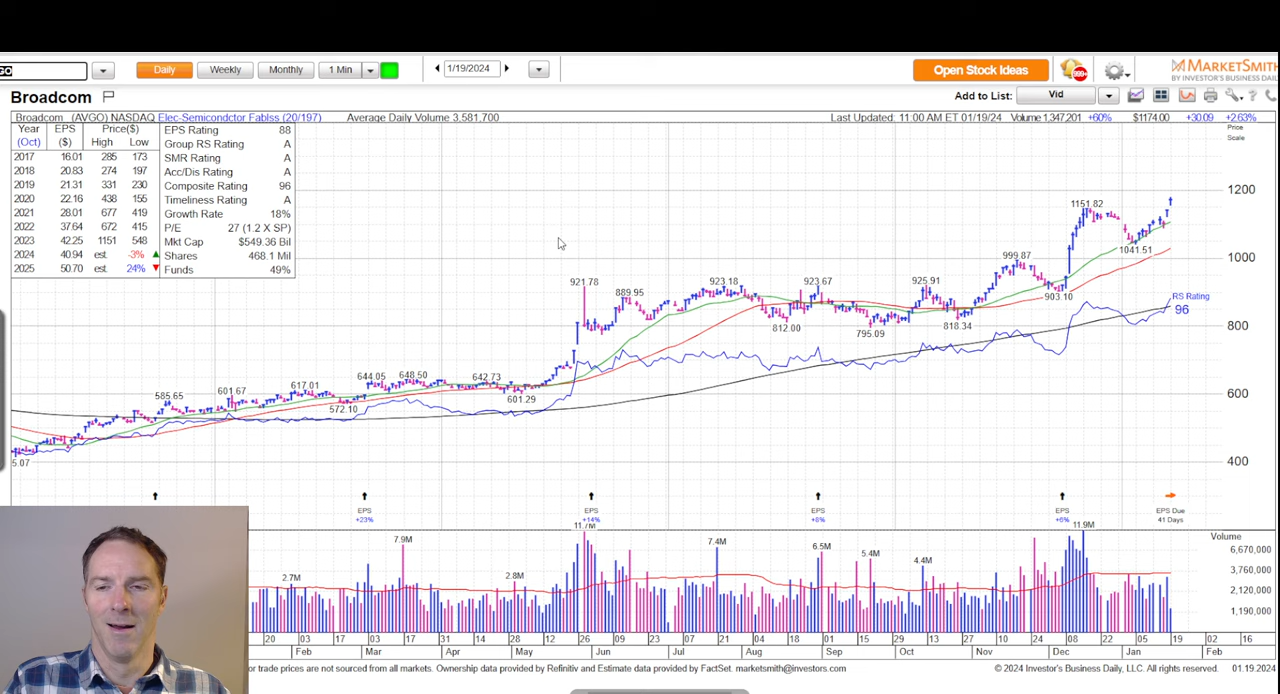 GO Daily Weekly Monthly 1 Min 1/19/2024 Open Stock Ideas 999+ MARKETSMITH
BY INVESTOR'S BUSINESS DAILY
Broadcom Add to List: Vid
Broadcom (AVGO) NASDAQ Elec-Semicondctor Fablss (20/197) Average Daily Volume 3,581,700 Last Updated: 11:00 AM ET 01/19/24 Volume 1,347,201 +60% $1174.00 +30.09 +2.63%
Year EPS Price($)
(Oct) ($) High Low
2017 16.01 285 173
2018 20.83 274 197
2019 21.31 331 230
2020 22.16 438 155
2021 28.01 677 419
2022 37.64 672 415
2023 42.25 1151 548
2024 40.94 est. -3%
2025 50.70 est. 24%
EPS Rating 88
Group RS Rating A
SMR Rating A
Acc/Dis Rating A
Composite Rating 96
Timeliness Rating A
Growth Rate 18%
P/E 27 (1.2 X SP)
Mkt Cap $549.36 Bil
Shares 468.1 Mil
Funds 49%
Price
Scale
1200
1000
800
600
400
1151.82
1041.51
999.87
903.10
921.78
889.95
923.18
812.00
923.67
795.09
925.91
818.34
RS Rating
96
644.05
648.50
642.73
601.29
617.01
572.10
601.67
585.65
5.07
EPS
+23%
EPS
+14%
EPS
+8%
EPS
+6%
EPS Due
41 Days
Volume
6,670,000
3,760,000
2,120,000
1,190,000
2.7M
7.9M
2.8M
11.7M
7.4M
6.5M
5.4M
4.4M
11.9M
20 03 17 03 17 31 14 28 12 26 09 23 07 21 04 18 01 15 29 13 27 10 24 08 22 05 19 02 16
Feb Mar Apr May Jun Jul Aug Sep Oct Nov Dec Jan Feb
or trade prices are not sourced from all markets. Ownership data provided by Refinitiv and Estimate data provided by FactSet. marketsmith@investors.com © 2024 Investor's Business Daily, LLC. All rights reserved. 01.19.2024